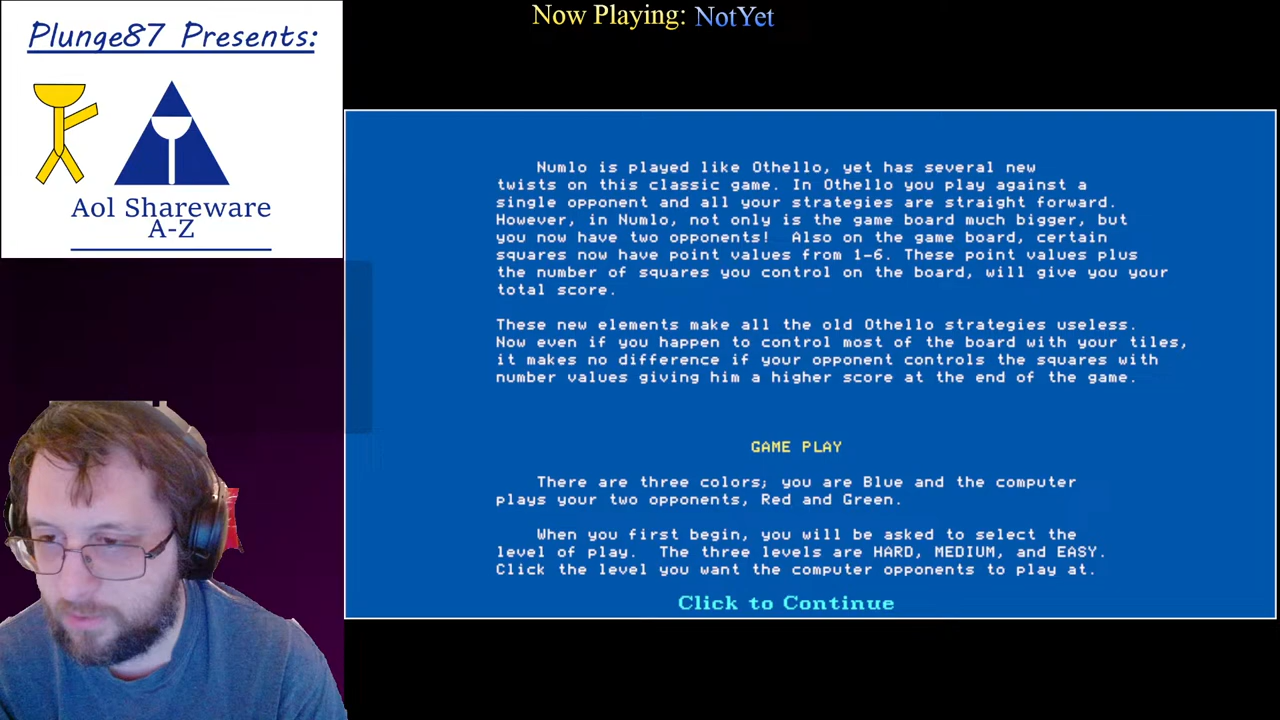 Now Playing: NotYet
Plunge87 Presents:
Aol Shareware
A-Z
Numlo is played like Othello, yet has several new
twists on this classic game. In Othello you play against a
single opponent and all your strategies are straight forward.
However, in Numlo, not only is the game board much bigger, but
you now have two opponents! Also on the game board, certain
squares now have point values from 1-6. These point values plus
the number of squares you control on the board, will give you your
total score.
These new elements make all the old Othello strategies useless.
Now even if you happen to control most of the board with your tiles,
it makes no difference if your opponent controls the squares with
number values giving him a higher score at the end of the game.
GAME PLAY
There are three colors; you are Blue and the computer
plays your two opponents, Red and Green.
When you first begin, you will be asked to select the
level of play. The three levels are HARD, MEDIUM, and EASY.
Click the level you want the computer opponents to play at.
Click to Continue